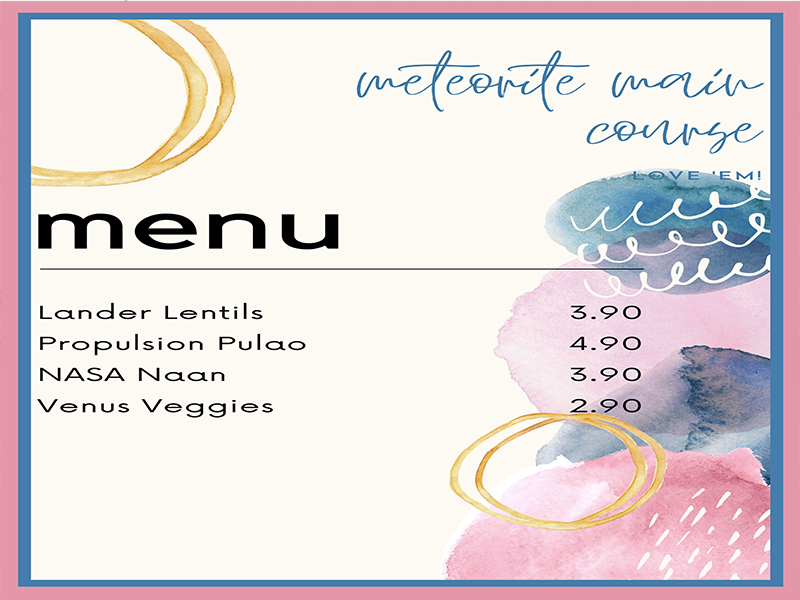 meteorite main
course
LOVE 'EM!
menu
Lander Lentils 3.90
Propulsion Pulao 4.90
NASA Naan 3.90
Venus Veggies 2.90